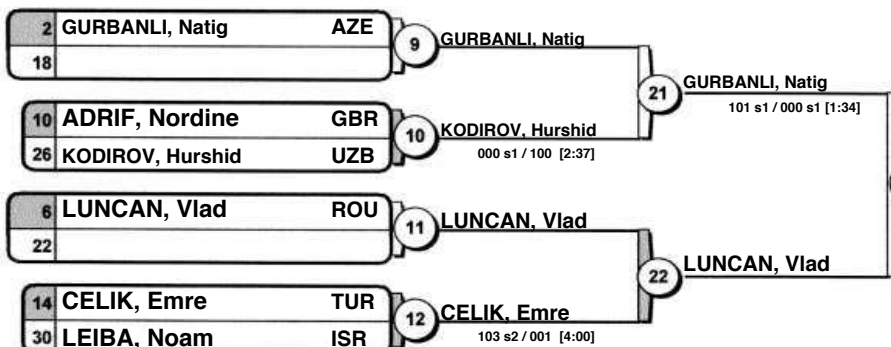 2 GURBANLI, Natig AZE
18
9
GURBANLI, Natig
10 ADRIF, Nordine GBR
26 KODIROV, Hurshid UZB
10
KODIROV, Hurshid
000 s1 / 100 [2:37]
21
GURBANLI, Natig
101 s1 / 000 s1 [1:34]
6 LUNCAN, Vlad ROU
22
11
LUNCAN, Vlad
14 CELIK, Emre TUR
30 LEIBA, Noam ISR
12
CELIK, Emre
103 s2 / 001 [4:00]
22
LUNCAN, Vlad